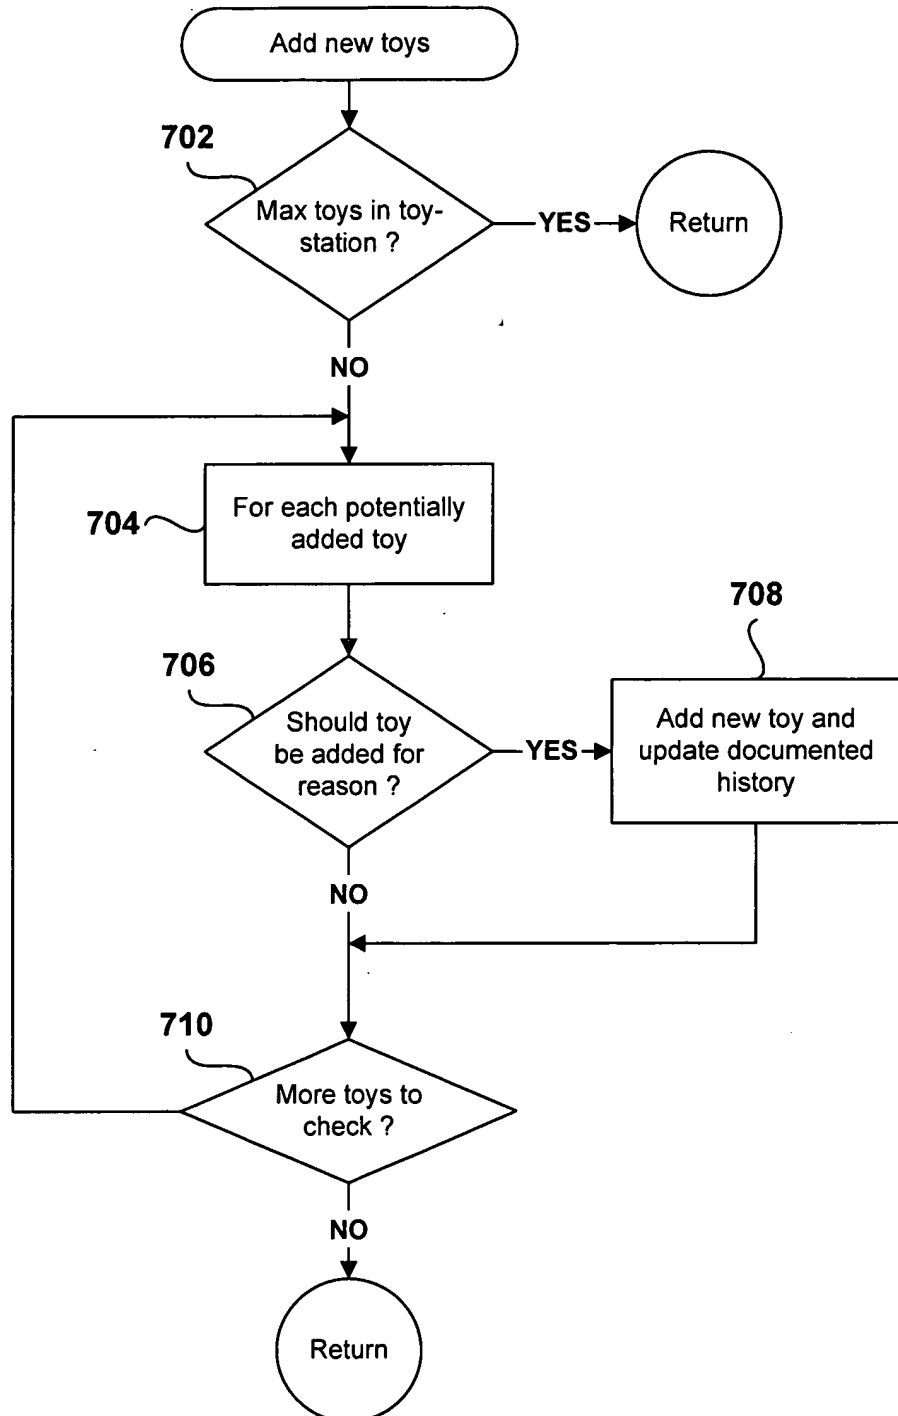 Add new toys
702
Max toys in toy-
station ?
YES
Return
NO
704
For each potentially
added toy
706
Should toy
be added for
reason ?
YES
708
Add new toy and
update documented
history
NO
710
More toys to
check ?
NO
Return